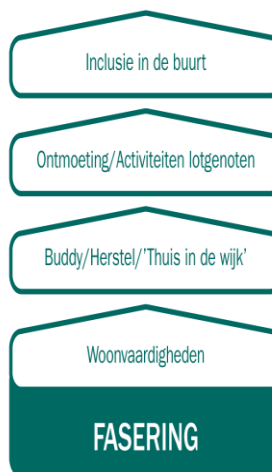 Inclusie in de buurt
Ontmoeting/Activiteiten lotgenoten
Buddy/Herstel/'Thuis in de wijk'
Woonvaardigheden
FASERING